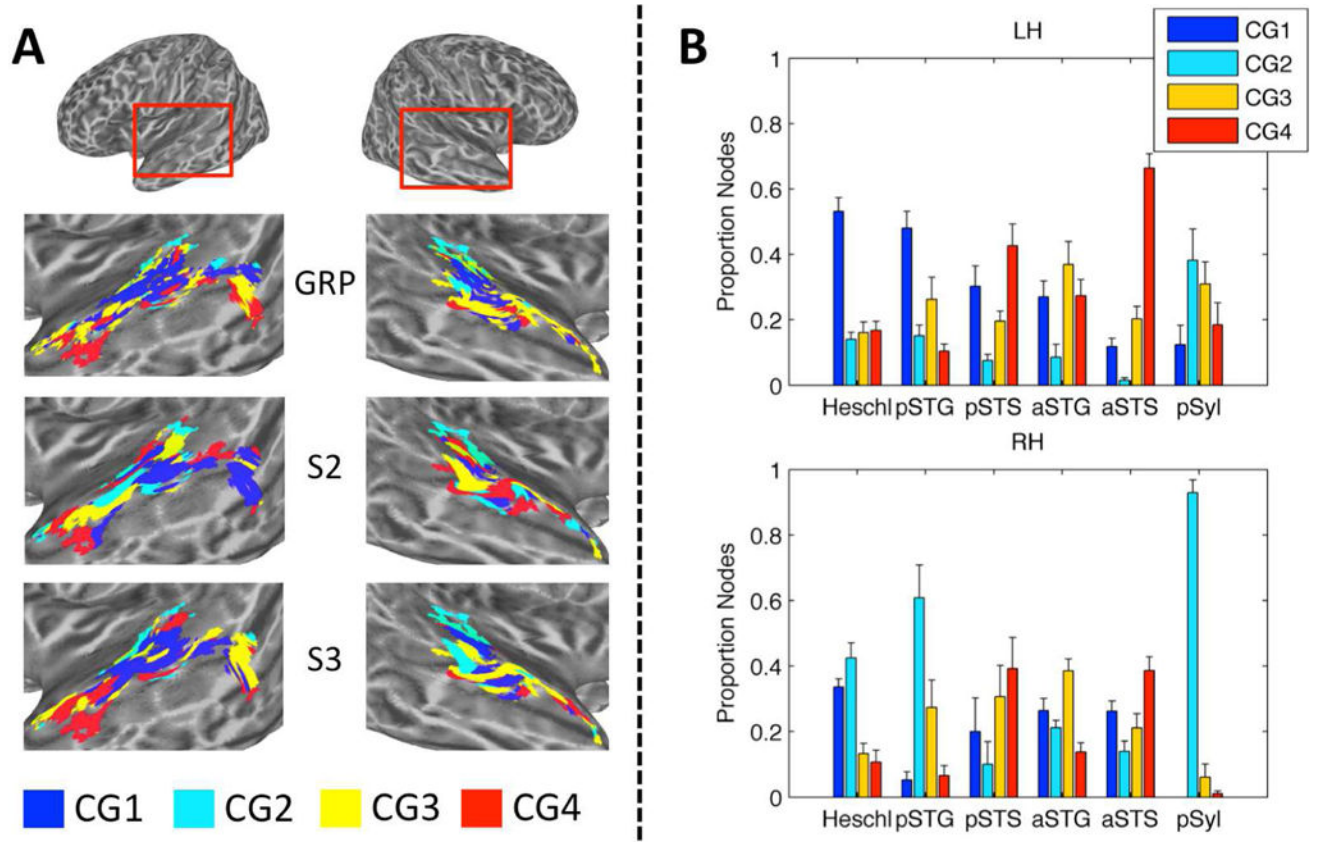 A
GRP
S2
S3
CG1 CG2 CG3 CG4
B
LH
CG1
CG2
CG3
CG4
Proportion Nodes
1
0.8
0.6
0.4
0.2
0
Heschl pSTG pSTS aSTG aSTS pSyl
RH
Proportion Nodes
1
0.8
0.6
0.4
0.2
0
Heschl pSTG pSTS aSTG aSTS pSyl